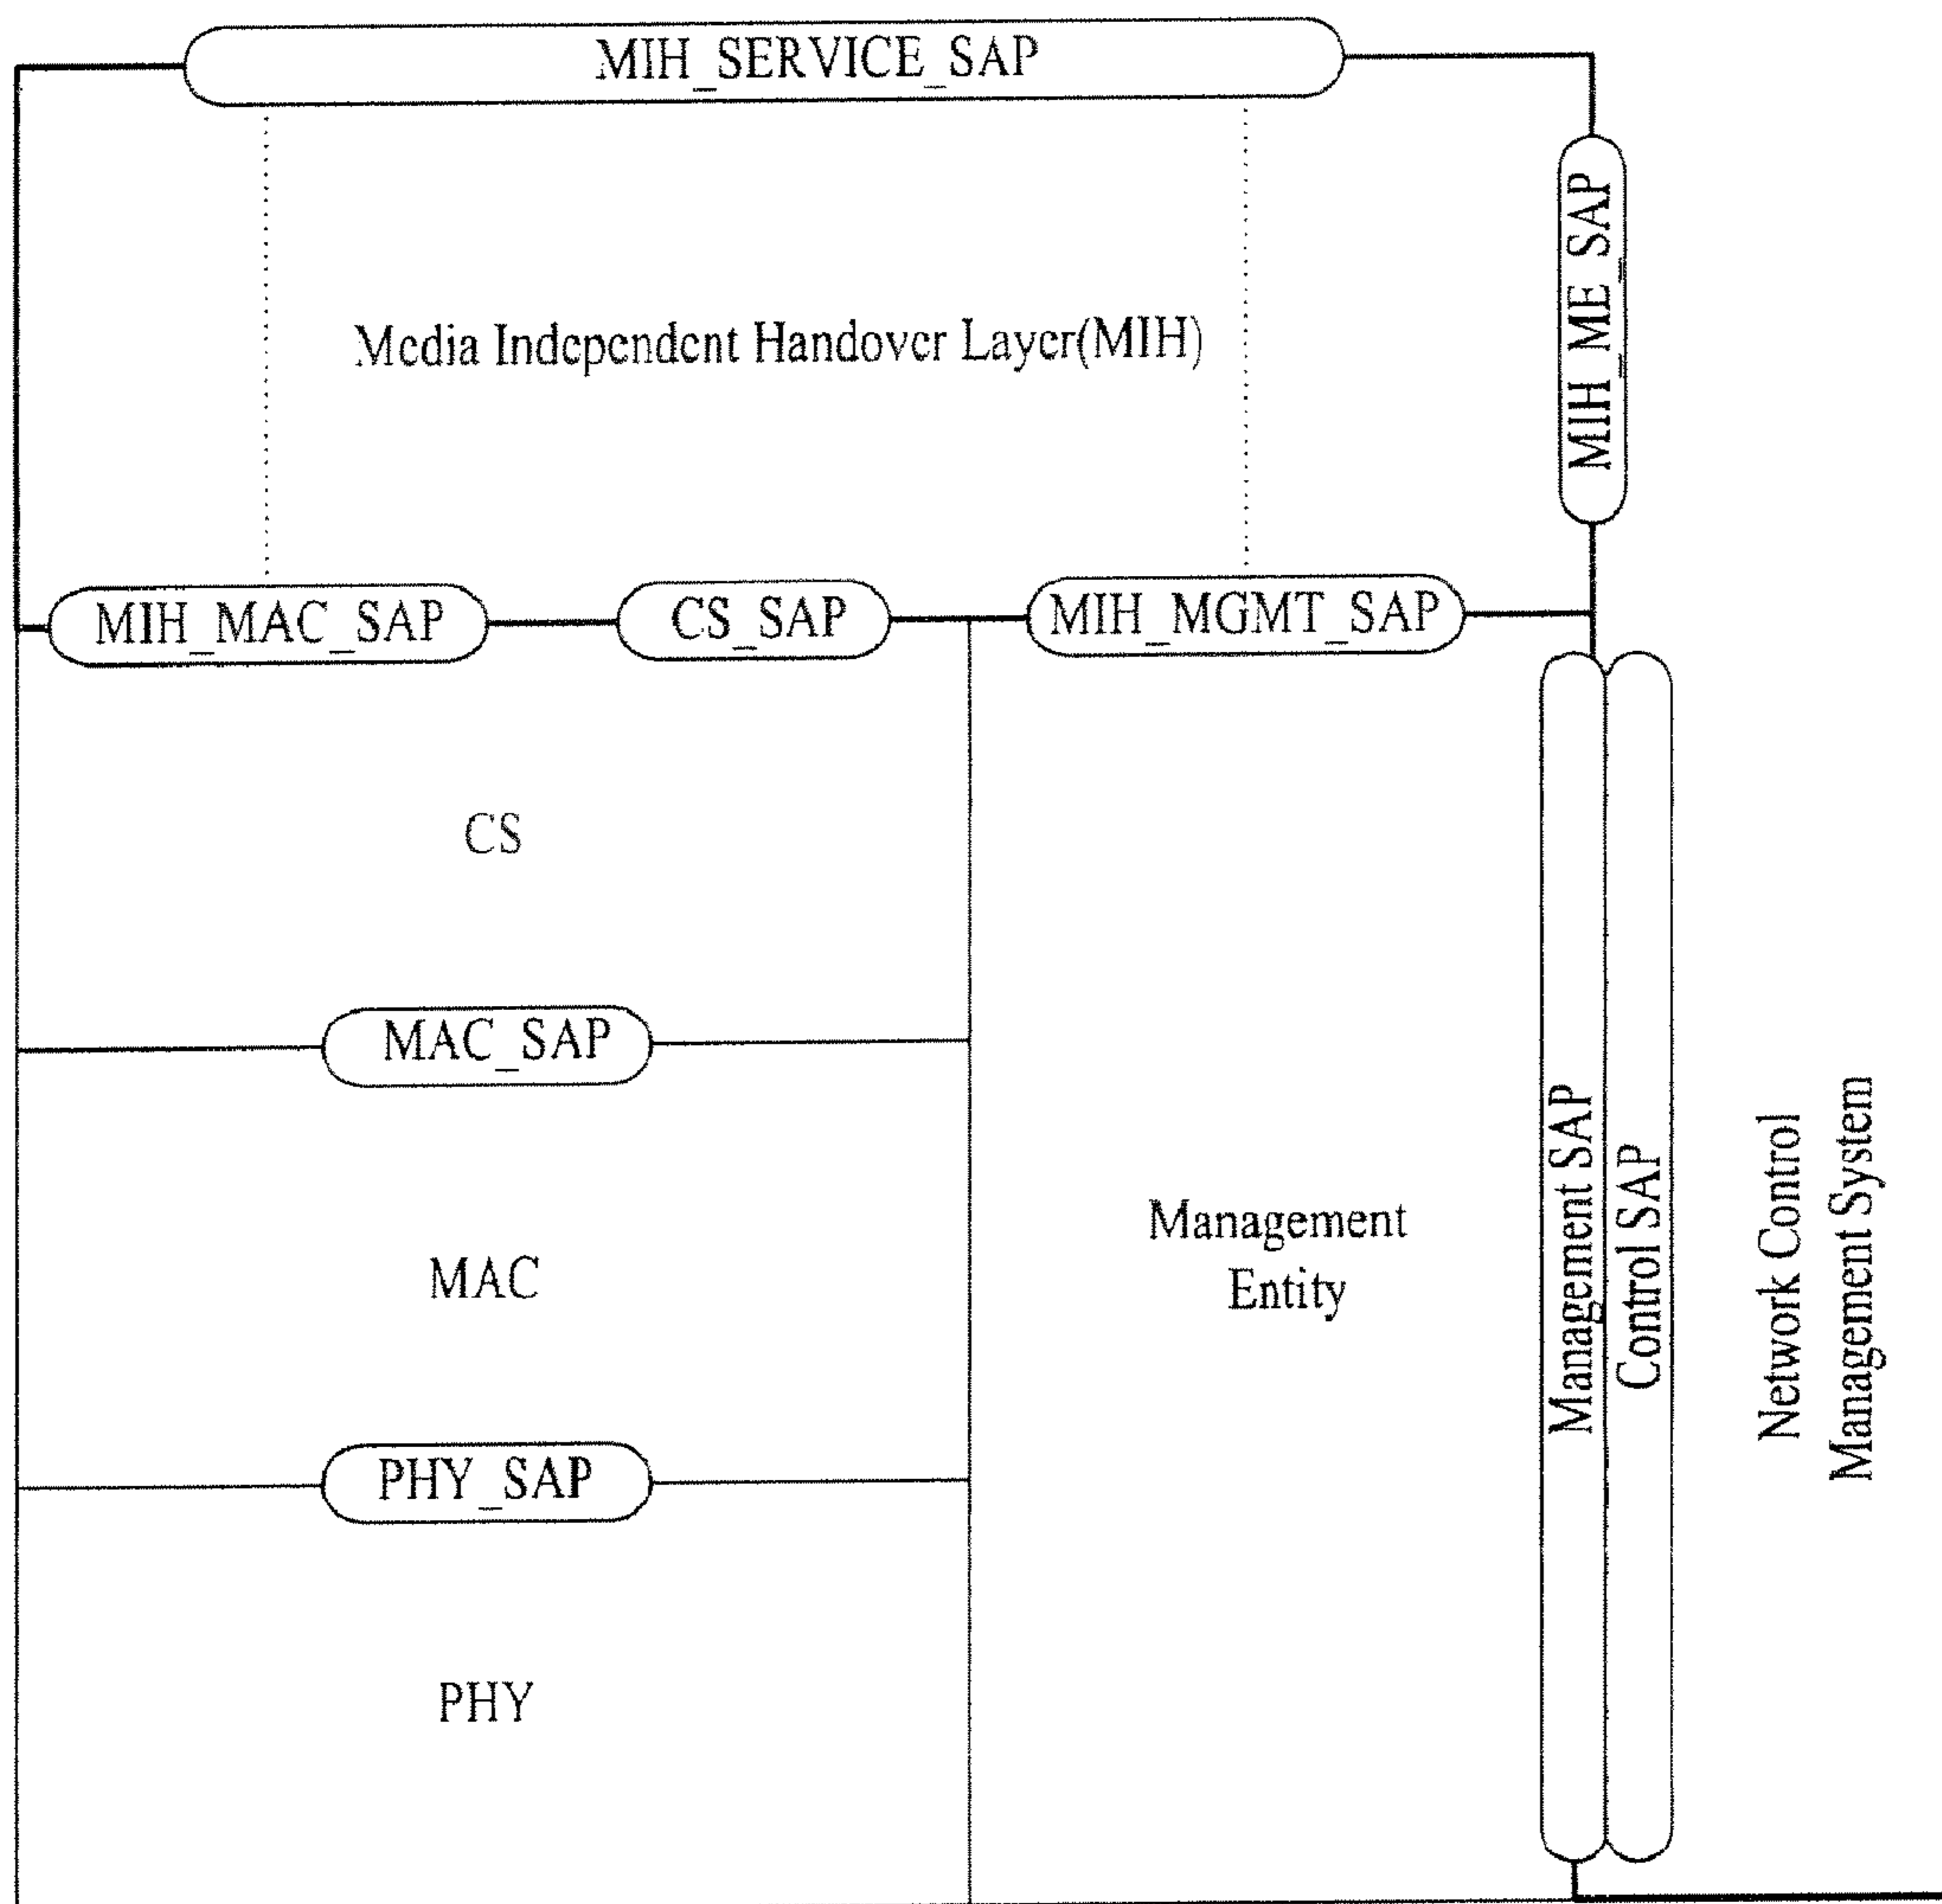 MIH_SERVICE_SAP
MIH_ME_SAP
Media Independent Handover Layer(MIH)
MIH_MAC_SAP
CS_SAP
MIH_MGMT_SAP
CS
MAC_SAP
MAC
Management
Entity
Management SAP
Control SAP
Network Control
Management System
PHY_SAP
PHY